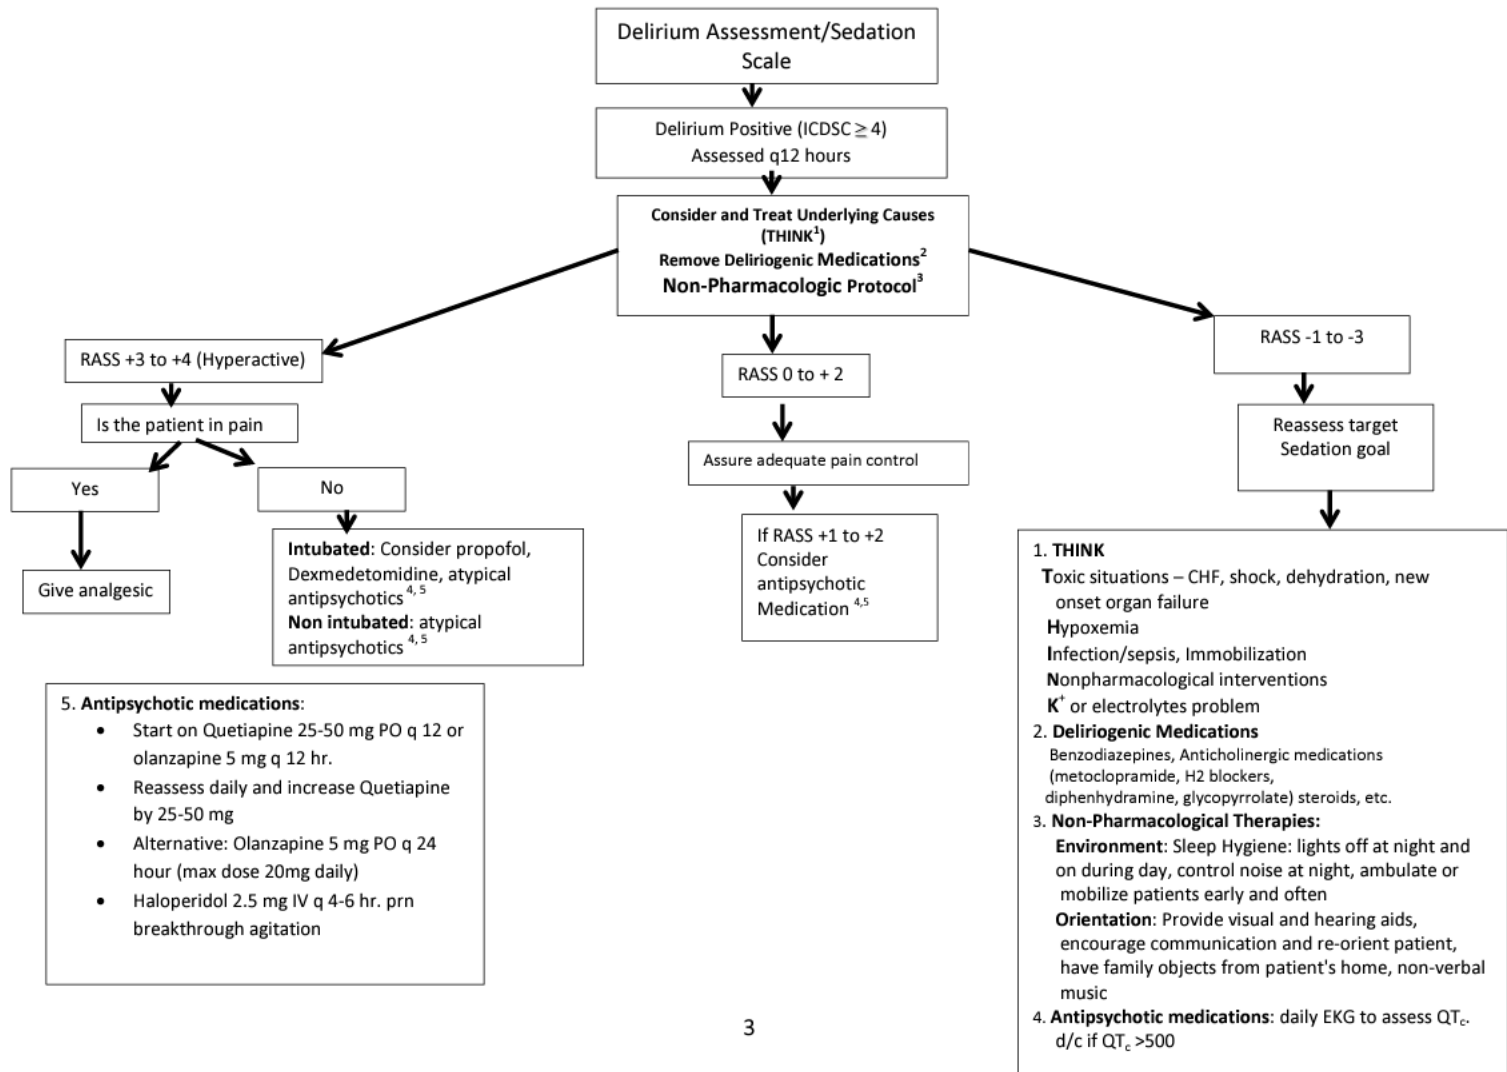 Delirium Assessment/Sedation
Scale
Delirium Positive (ICDSC ≥ 4)
Assessed q12 hours
Consider and Treat Underlying Causes
(THINK¹)
Remove Deliriogenic Medications²
Non-Pharmacologic Protocol³
RASS +3 to +4 (Hyperactive)
Is the patient in pain
Yes
No
Give analgesic
Intubated: Consider propofol,
Dexmedetomidine, atypical
antipsychotics ⁴, ⁵
Non intubated: atypical
antipsychotics ⁴, ⁵
RASS 0 to + 2
Assure adequate pain control
If RASS +1 to +2
Consider
antipsychotic
Medication ⁴,⁵
RASS -1 to -3
Reassess target
Sedation goal
5. Antipsychotic medications:
• Start on Quetiapine 25-50 mg PO q 12 or
olanzapine 5 mg q 12 hr.
• Reassess daily and increase Quetiapine
by 25-50 mg
• Alternative: Olanzapine 5 mg PO q 24
hour (max dose 20mg daily)
• Haloperidol 2.5 mg IV q 4-6 hr. prn
breakthrough agitation
1. THINK
Toxic situations – CHF, shock, dehydration, new
onset organ failure
Hypoxemia
Infection/sepsis, Immobilization
Nonpharmacological interventions
K⁺ or electrolytes problem
2. Deliriogenic Medications
Benzodiazepines, Anticholinergic medications
(metoclopramide, H2 blockers,
diphenhydramine, glycopyrrolate) steroids, etc.
3. Non-Pharmacological Therapies:
Environment: Sleep Hygiene: lights off at night and
on during day, control noise at night, ambulate or
mobilize patients early and often
Orientation: Provide visual and hearing aids,
encourage communication and re-orient patient,
have family objects from patient's home, non-verbal
music
4. Antipsychotic medications: daily EKG to assess QTc.
d/c if QTc >500
3